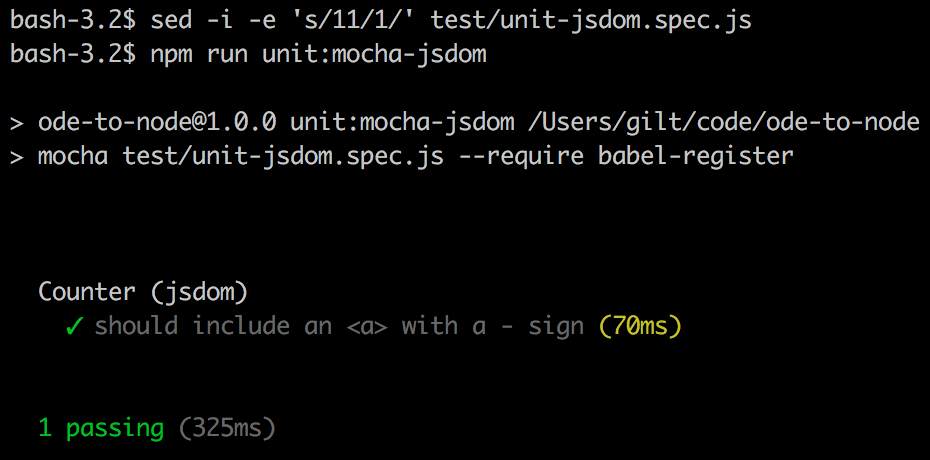 bash-3.2$ sed -i -e 's/11/1/' test/unit-jsdom.spec.js
bash-3.2$ npm run unit:mocha-jsdom
> ode-to-node@1.0.0 unit:mocha-jsdom /Users/gilt/code/ode-to-node
> mocha test/unit-jsdom.spec.js --require babel-register
Counter (jsdom)
✓ should include an <a> with a - sign (70ms)
1 passing (325ms)